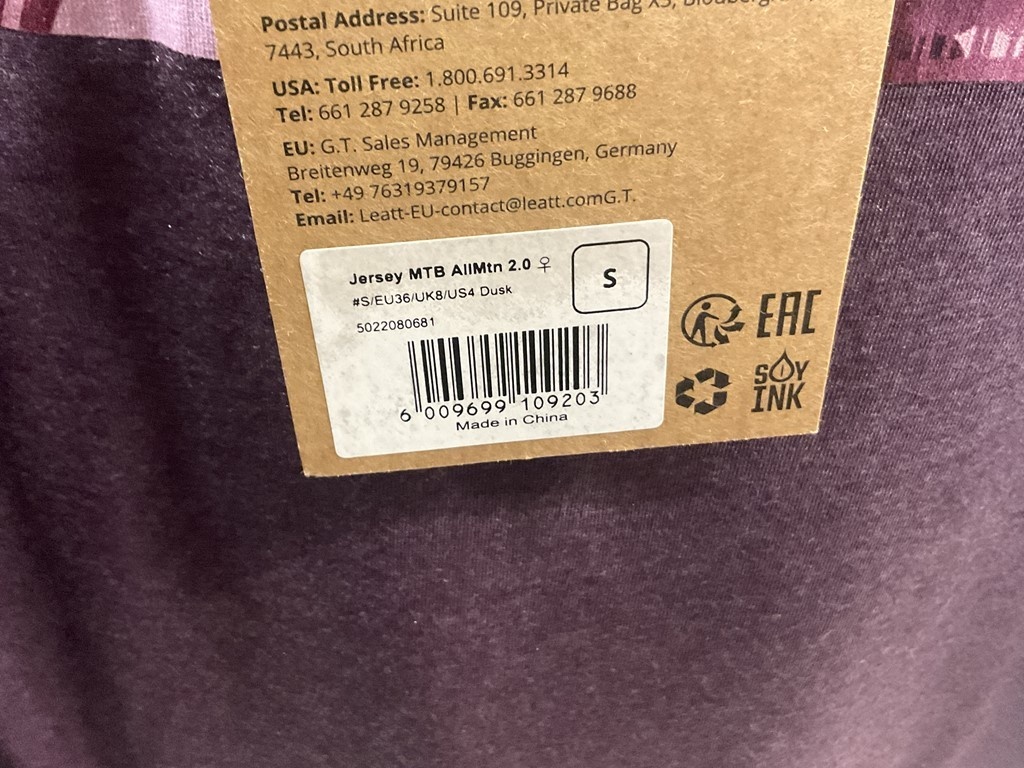 Postal Address: Suite 109, Private Bag X3,
7443, South Africa
USA: Toll Free: 1.800.691.3314
Tel: 661 287 9258 | Fax: 661 287 9688
EU: G.T. Sales Management
Breitenweg 19, 79426 Buggingen, Germany
Tel: +49 76319379157
Email: Leatt-EU-contact@leatt.comG.T.
Jersey MTB AllMtn 2.0 ♀
S
#S/EU36/UK8/US4 Dusk
5022080681
6 009699 109203
Made in China
EAC
SOY
INK